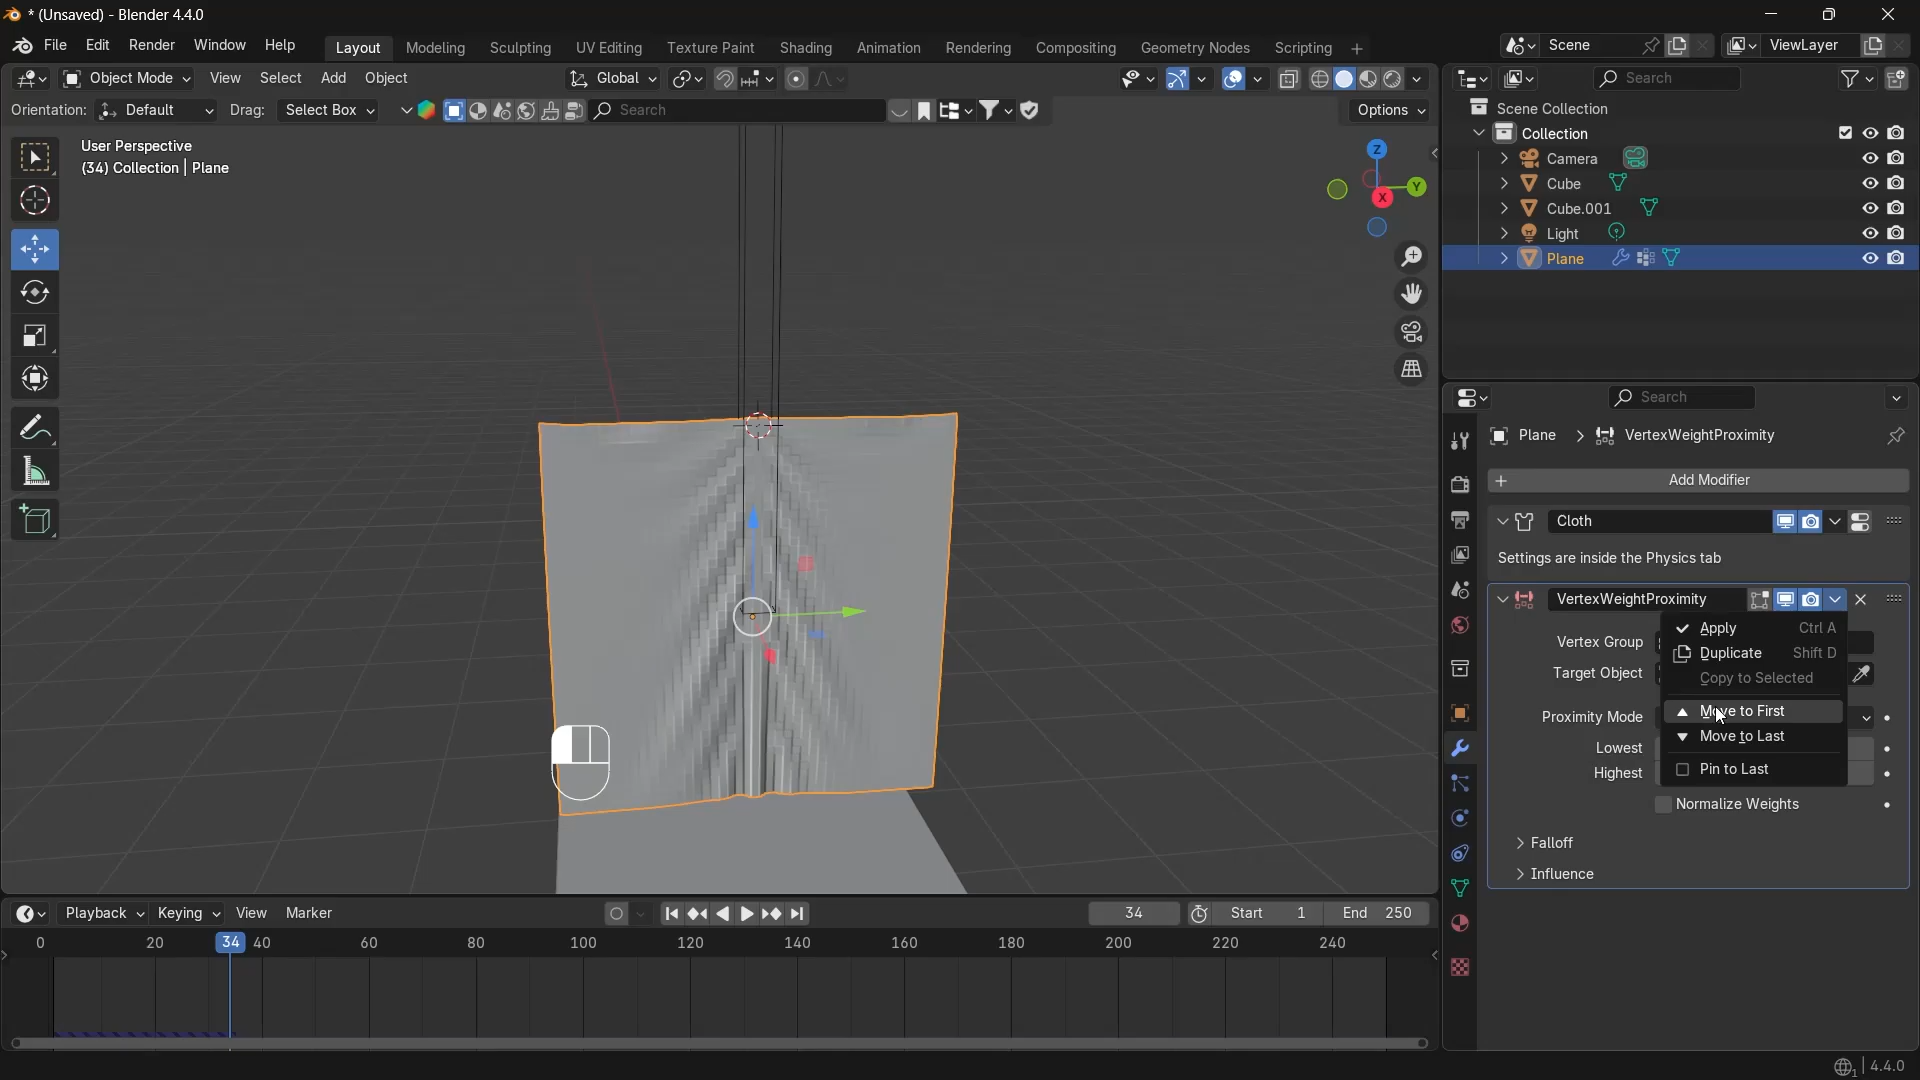 * (Unsaved) - Blender 4.4.0
File Edit Render Window Help
Layout Modeling Sculpting UV Editing Texture Paint Shading Animation Rendering Compositing Geometry Nodes Scripting +
Scene
ViewLayer
Object Mode View Select Add Object
Global
Search
Orientation: Default Drag: Select Box
Search
Options
User Perspective
(34) Collection | Plane
Z
Y
X
Scene Collection
Collection
Camera
Cube
Cube.001
Light
Plane
Search
Plane > VertexWeightProximity
+ Add Modifier
Cloth
Settings are inside the Physics tab
VertexWeightProximity
Vertex Group
Target Object
Proximity Mode
Lowest
Highest
Normalize Weights
Falloff
Influence
Apply Ctrl A
Duplicate Shift D
Copy to Selected
Move to First
Move to Last
Pin to Last
Playback Keying View Marker
34 Start 1 End 250
0 20 34 40 60 80 100 120 140 160 180 200 220 240
4.4.0